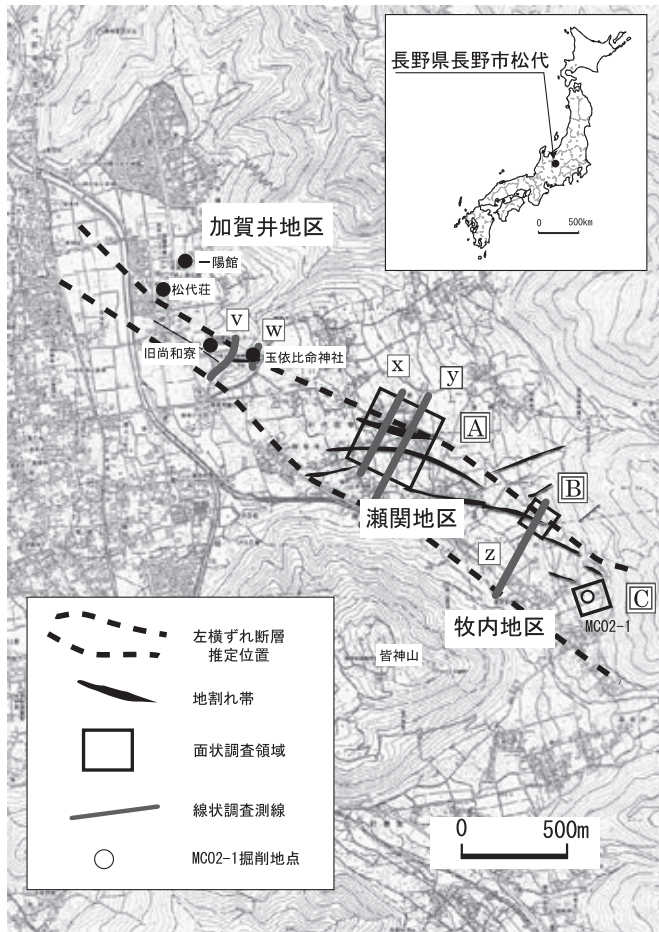 長野県長野市松代
0
500km
加賀井地区
一陽館
松代荘
v
w
旧尚和寮
玉依比命神社
x
y
A
B
瀬関地区
z
C
MCO2-1
牧内地区
皆神山
左横ずれ断層
推定位置
地割れ帯
面状調査領域
線状調査測線
MCO2-1掘削地点
0
500m